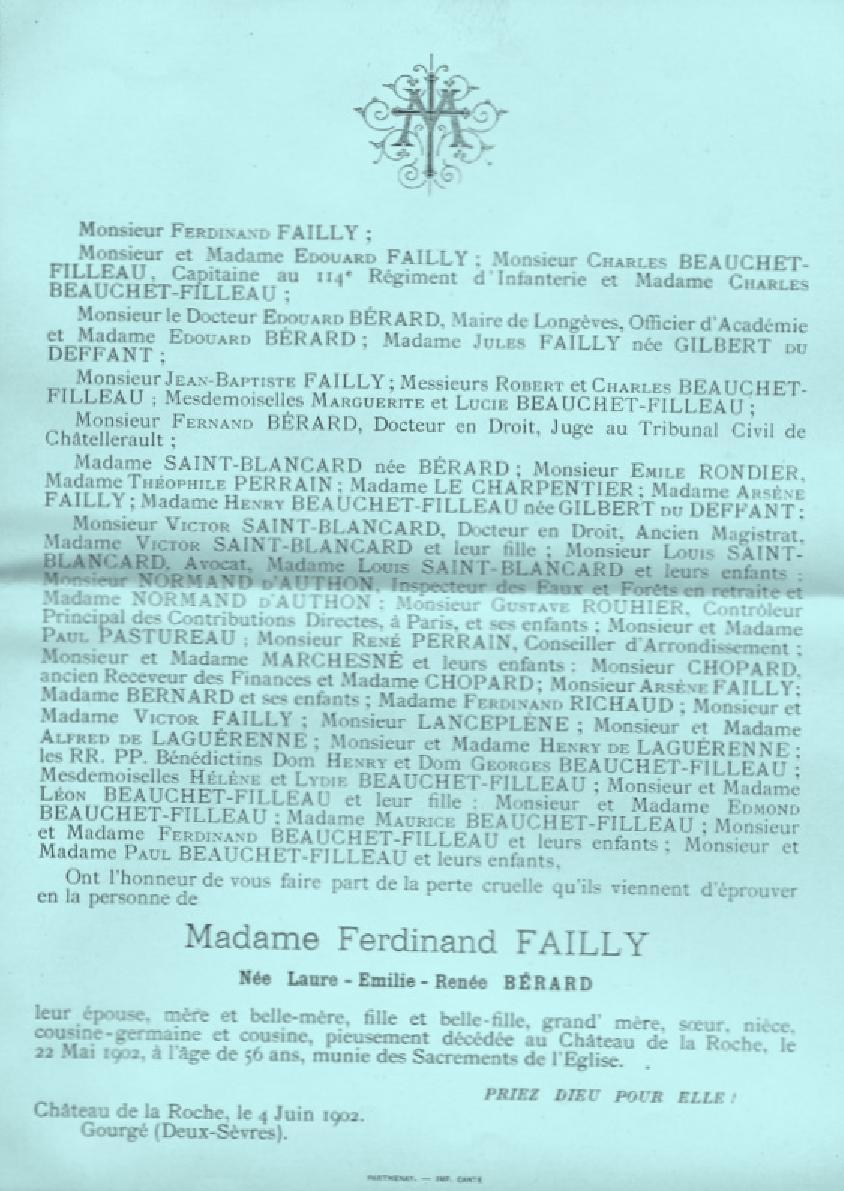 Monsieur Ferdinand FAILLY ;
Monsieur et Madame Edouard FAILLY ; Monsieur Charles BEAUCHET-
FILLEAU, Capitaine au 114e Régiment d'Infanterie et Madame Charles
BEAUCHET-FILLEAU ;
Monsieur le Docteur Edouard BÉRARD, Maire de Longèves, Officier d'Académie
et Madame Edouard BÉRARD ; Madame Jules FAILLY née GILBERT du
DEFFANT ;
Monsieur Jean-Baptiste FAILLY ; Messieurs Robert et Charles BEAUCHET-
FILLEAU ; Mesdemoiselles Marguerite et Lucie BEAUCHET-FILLEAU ;
Monsieur Fernand BÉRARD, Docteur en Droit, Juge au Tribunal Civil de
Châtellerault ;
Madame SAINT-BLANCARD née BÉRARD ; Monsieur Emile RONDIER,
Madame Théophile PERRAIN ; Madame LE CHARPENTIER ; Madame Arsène
FAILLY ; Madame Henry BEAUCHET-FILLEAU née GILBERT du DEFFANT ;
Monsieur Victor SAINT-BLANCARD, Docteur en Droit, Ancien Magistrat,
Madame Victor SAINT-BLANCARD et leur fille ; Monsieur Louis SAINT-
BLANCARD, Avocat, Madame Louis SAINT-BLANCARD et leurs enfants ;
Monsieur NORMAND d'AUTHON, Inspecteur des Eaux et Forêts en retraite et
Madame NORMAND d'AUTHON ; Monsieur Gustave ROUHIER, Contrôleur
Principal des Contributions Directes, à Paris, et ses enfants ; Monsieur et Madame
Paul PASTUREAU ; Monsieur René PERRAIN, Conseiller d'Arrondissement ;
Monsieur et Madame MARCHESNÉ et leurs enfants ; Monsieur CHOPARD,
ancien Receveur des Finances et Madame CHOPARD ; Monsieur Arsène FAILLY ;
Madame BERNARD et ses enfants ; Madame Ferdinand RICHAUD ; Monsieur et
Madame Victor FAILLY ; Monsieur LANCEPLÈNE ; Monsieur et Madame
Alfred de LAGUÉRENNE ; Monsieur et Madame Henry de LAGUÉRENNE ;
les RR. PP. Bénédictins Dom Henry et Dom Georges BEAUCHET-FILLEAU ;
Mesdemoiselles Hélène et Lydie BEAUCHET-FILLEAU ; Monsieur et Madame
Léon BEAUCHET-FILLEAU et leur fille ; Monsieur et Madame Edmond
BEAUCHET-FILLEAU ; Madame Maurice BEAUCHET-FILLEAU ; Monsieur
et Madame Ferdinand BEAUCHET-FILLEAU et leurs enfants ; Monsieur et
Madame Paul BEAUCHET-FILLEAU et leurs enfants,
Ont l'honneur de vous faire part de la perte cruelle qu'ils viennent d'éprouver
en la personne de
Madame Ferdinand FAILLY
Née Laure - Emilie - Renée BÉRARD
leur épouse, mère et belle-mère, fille et belle-fille, grand' mère, sœur, nièce,
cousine-germaine et cousine, pieusement décédée au Château de la Roche, le
22 Mai 1902, à l'âge de 56 ans, munie des Sacrements de l'Eglise.
PRIEZ DIEU POUR ELLE !
Château de la Roche, le 4 Juin 1902.
Gourgé (Deux-Sèvres).
PARTHENAY. — IMP. CANTE